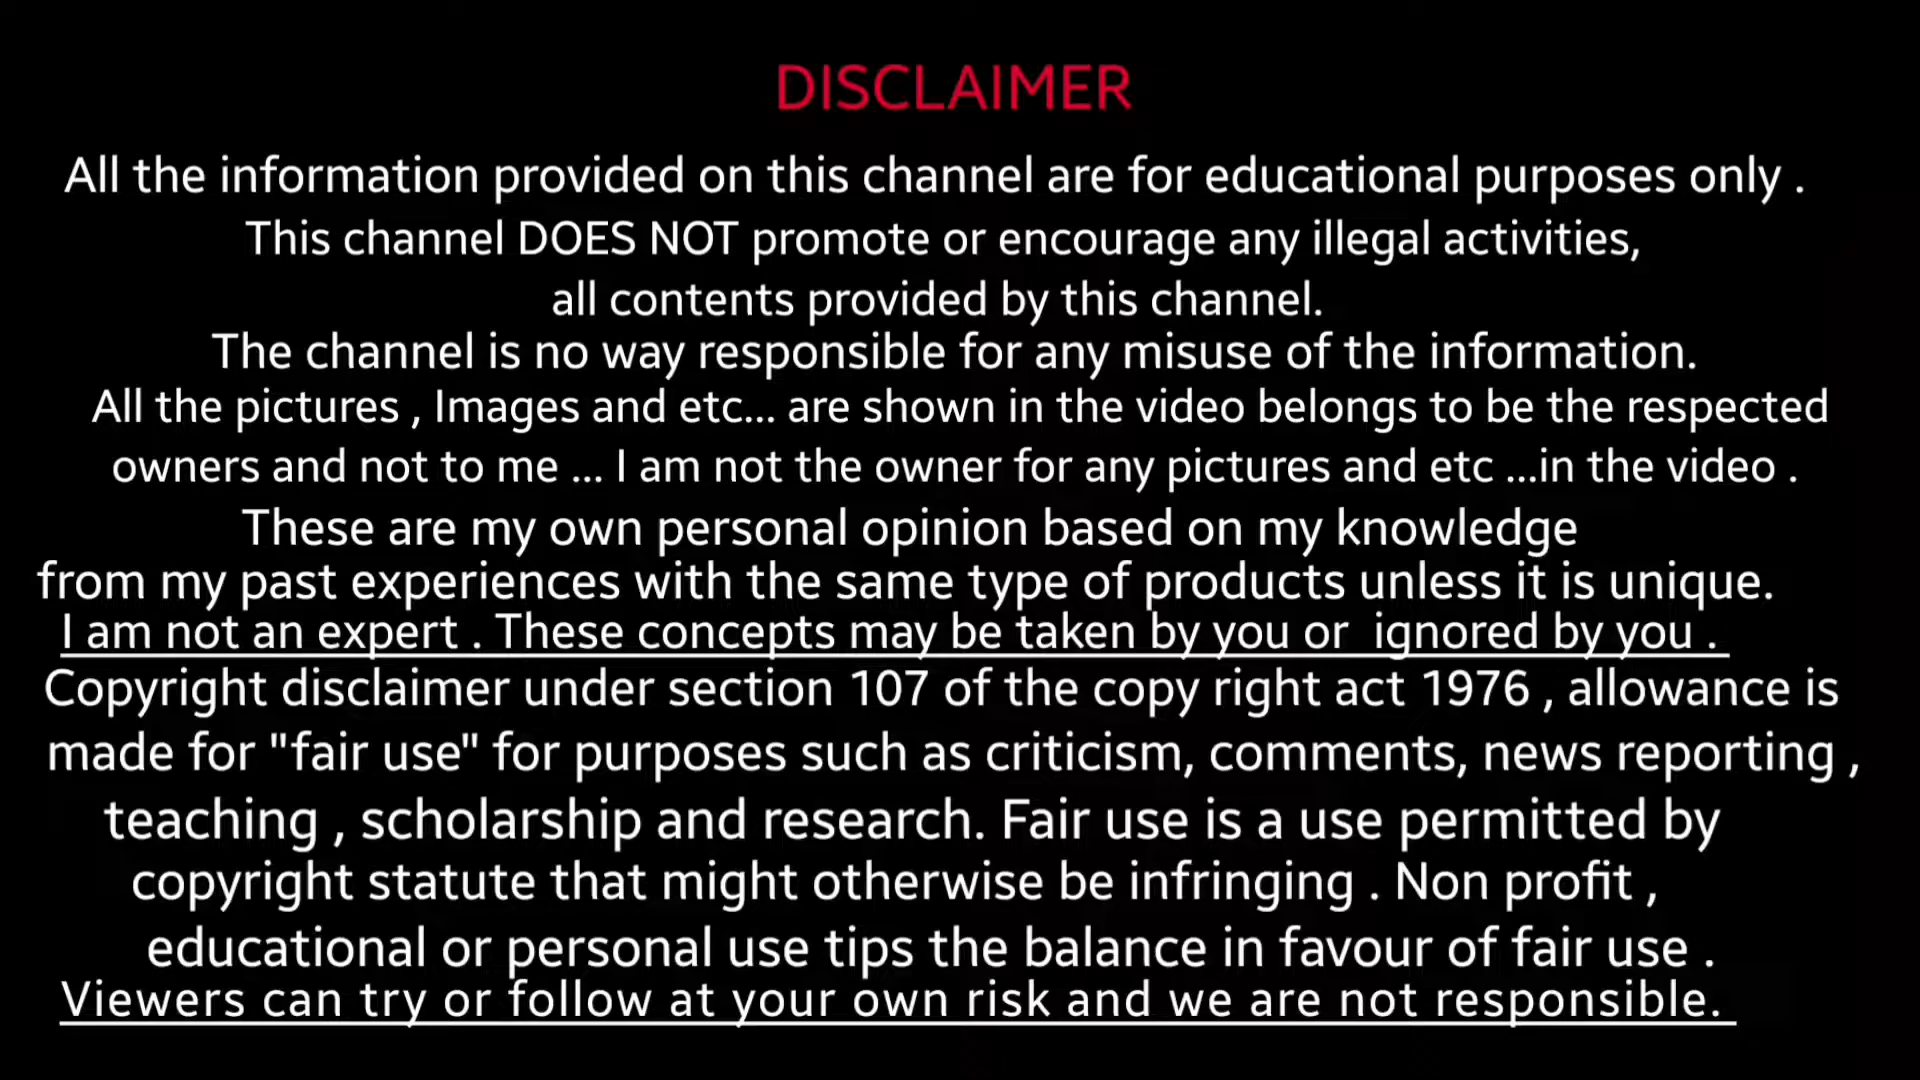 DISCLAIMER
All the information provided on this channel are for educational purposes only .
This channel DOES NOT promote or encourage any illegal activities,
all contents provided by this channel.
The channel is no way responsible for any misuse of the information.
All the pictures , Images and etc... are shown in the video belongs to be the respected
owners and not to me ... I am not the owner for any pictures and etc ...in the video .
These are my own personal opinion based on my knowledge
from my past experiences with the same type of products unless it is unique.
I am not an expert . These concepts may be taken by you or ignored by you .
Copyright disclaimer under section 107 of the copy right act 1976 , allowance is
made for "fair use" for purposes such as criticism, comments, news reporting ,
teaching , scholarship and research. Fair use is a use permitted by
copyright statute that might otherwise be infringing . Non profit ,
educational or personal use tips the balance in favour of fair use .
Viewers can try or follow at your own risk and we are not responsible.